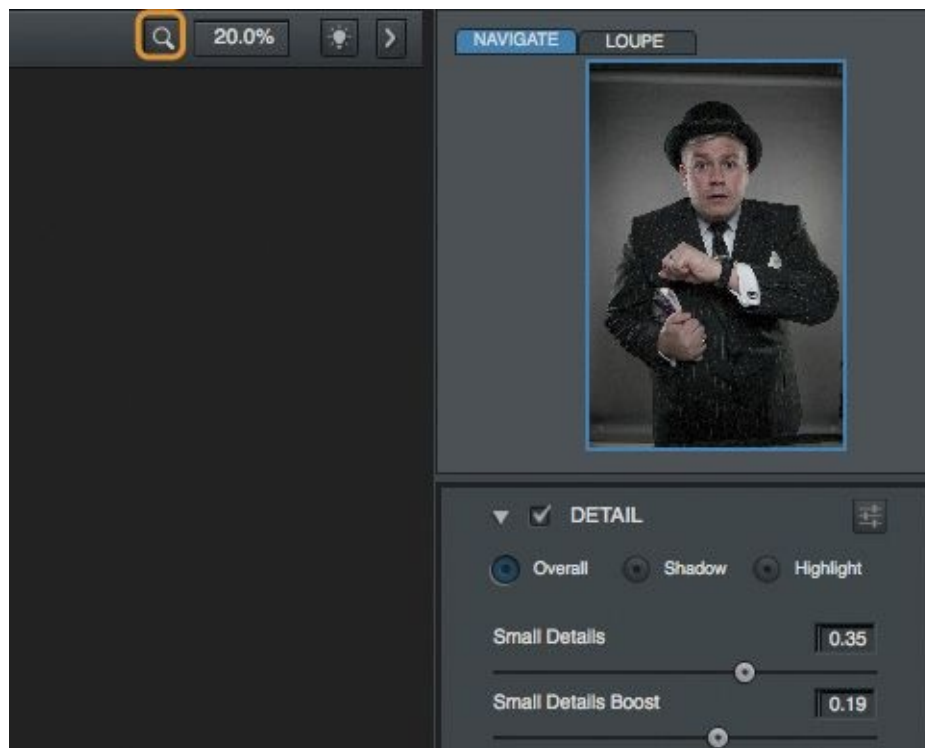 20.0%
NAVIGATE LOUPE
DETAIL
Overall Shadow Highlight
Small Details 0.35
Small Details Boost 0.19